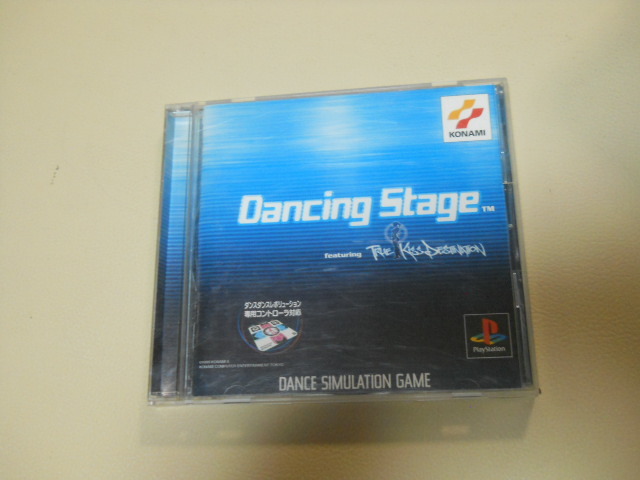 KONAMI
Dancing Stage™
featuring TRUE KiSS DESTiNATiON
ダンスダンスレボリューション
専用コントローラ対応
PlayStation
DANCE SIMULATION GAME